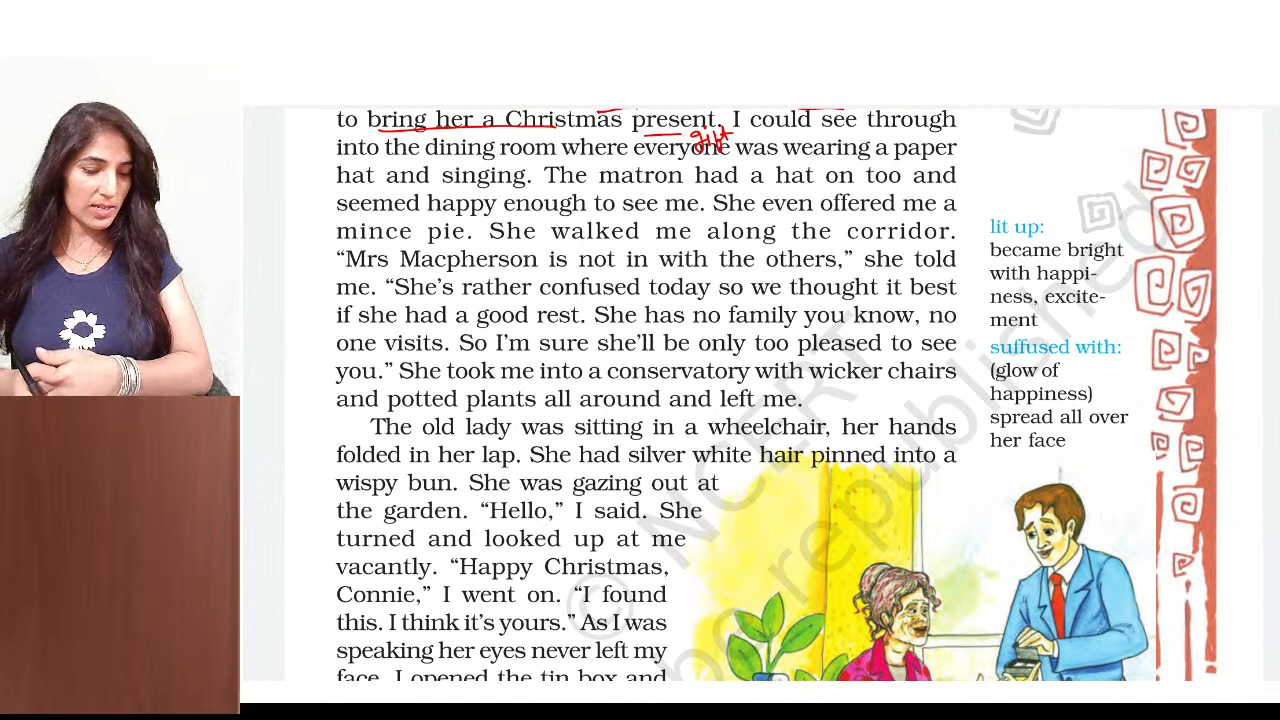 to bring her a Christmas present. I could see through
gift
into the dining room where everyone was wearing a paper
hat and singing. The matron had a hat on too and
seemed happy enough to see me. She even offered me a
mince pie. She walked me along the corridor.
“Mrs Macpherson is not in with the others,” she told
me. “She’s rather confused today so we thought it best
if she had a good rest. She has no family you know, no
one visits. So I’m sure she’ll be only too pleased to see
you.” She took me into a conservatory with wicker chairs
and potted plants all around and left me.
The old lady was sitting in a wheelchair, her hands
folded in her lap. She had silver white hair pinned into a
wispy bun. She was gazing out at
the garden. “Hello,” I said. She
turned and looked up at me
vacantly. “Happy Christmas,
Connie,” I went on. “I found
this. I think it’s yours.” As I was
speaking her eyes never left my
face. I opened the tin box and
lit up:
became bright
with happi-
ness, excite-
ment
suffused with:
(glow of
happiness)
spread all over
her face
© NCERT
be republished